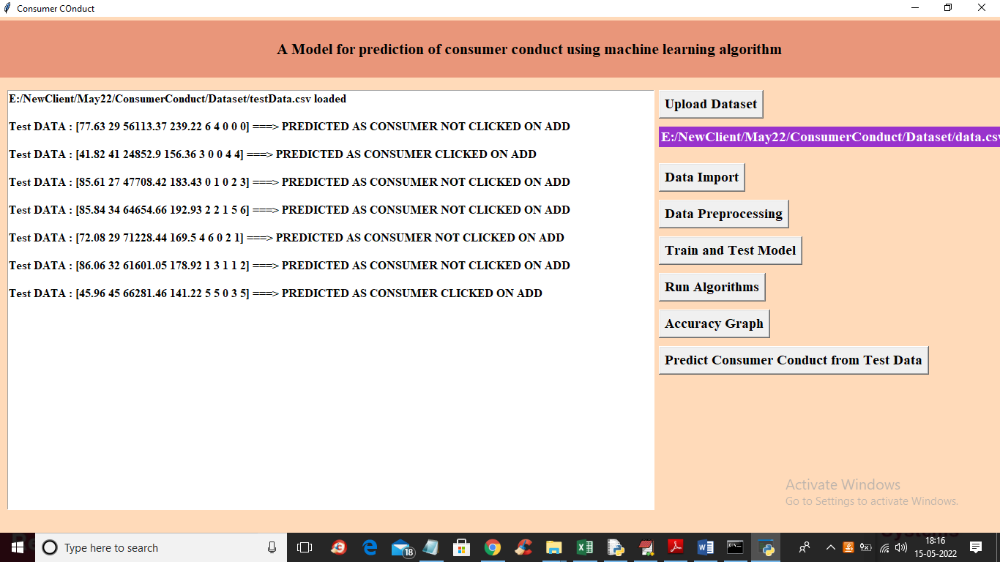 Consumer COnduct
A Model for prediction of consumer conduct using machine learning algorithm
E:/NewClient/May22/ConsumerConduct/Dataset/testData.csv loaded
Test DATA : [77.63 29 56113.37 239.22 6 4 0 0 0] ===> PREDICTED AS CONSUMER NOT CLICKED ON ADD
Test DATA : [41.82 41 24852.9 156.36 3 0 0 4 4] ===> PREDICTED AS CONSUMER CLICKED ON ADD
Test DATA : [85.61 27 47708.42 183.43 0 1 0 2 3] ===> PREDICTED AS CONSUMER NOT CLICKED ON ADD
Test DATA : [85.84 34 64654.66 192.93 2 2 1 5 6] ===> PREDICTED AS CONSUMER NOT CLICKED ON ADD
Test DATA : [72.08 29 71228.44 169.5 4 6 0 2 1] ===> PREDICTED AS CONSUMER NOT CLICKED ON ADD
Test DATA : [86.06 32 61601.05 178.92 1 3 1 1 2] ===> PREDICTED AS CONSUMER NOT CLICKED ON ADD
Test DATA : [45.96 45 66281.46 141.22 5 5 0 3 5] ===> PREDICTED AS CONSUMER CLICKED ON ADD
Upload Dataset
E:/NewClient/May22/ConsumerConduct/Dataset/data.csv
Data Import
Data Preprocessing
Train and Test Model
Run Algorithms
Accuracy Graph
Predict Consumer Conduct from Test Data
Activate Windows
Go to Settings to activate Windows.
Type here to search
18
18:16
15-05-2022